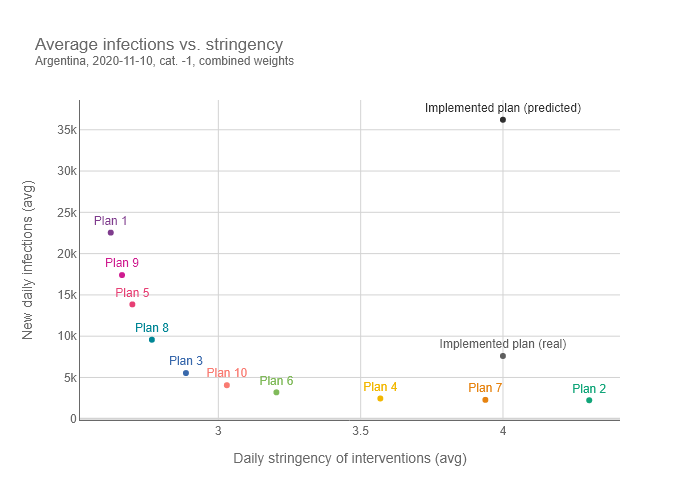 Average infections vs. stringency
Argentina, 2020-11-10, cat. -1, combined weights
Implemented plan (predicted)
35k
30k
25k
Plan 1
20k
Plan 9
15k
Plan 5
10k
Plan 8
Implemented plan (real)
5k
Plan 3
Plan 10
Plan 6
Plan 4
Plan 7
Plan 2
0
3
3.5
4
New daily infections (avg)
Daily stringency of interventions (avg)